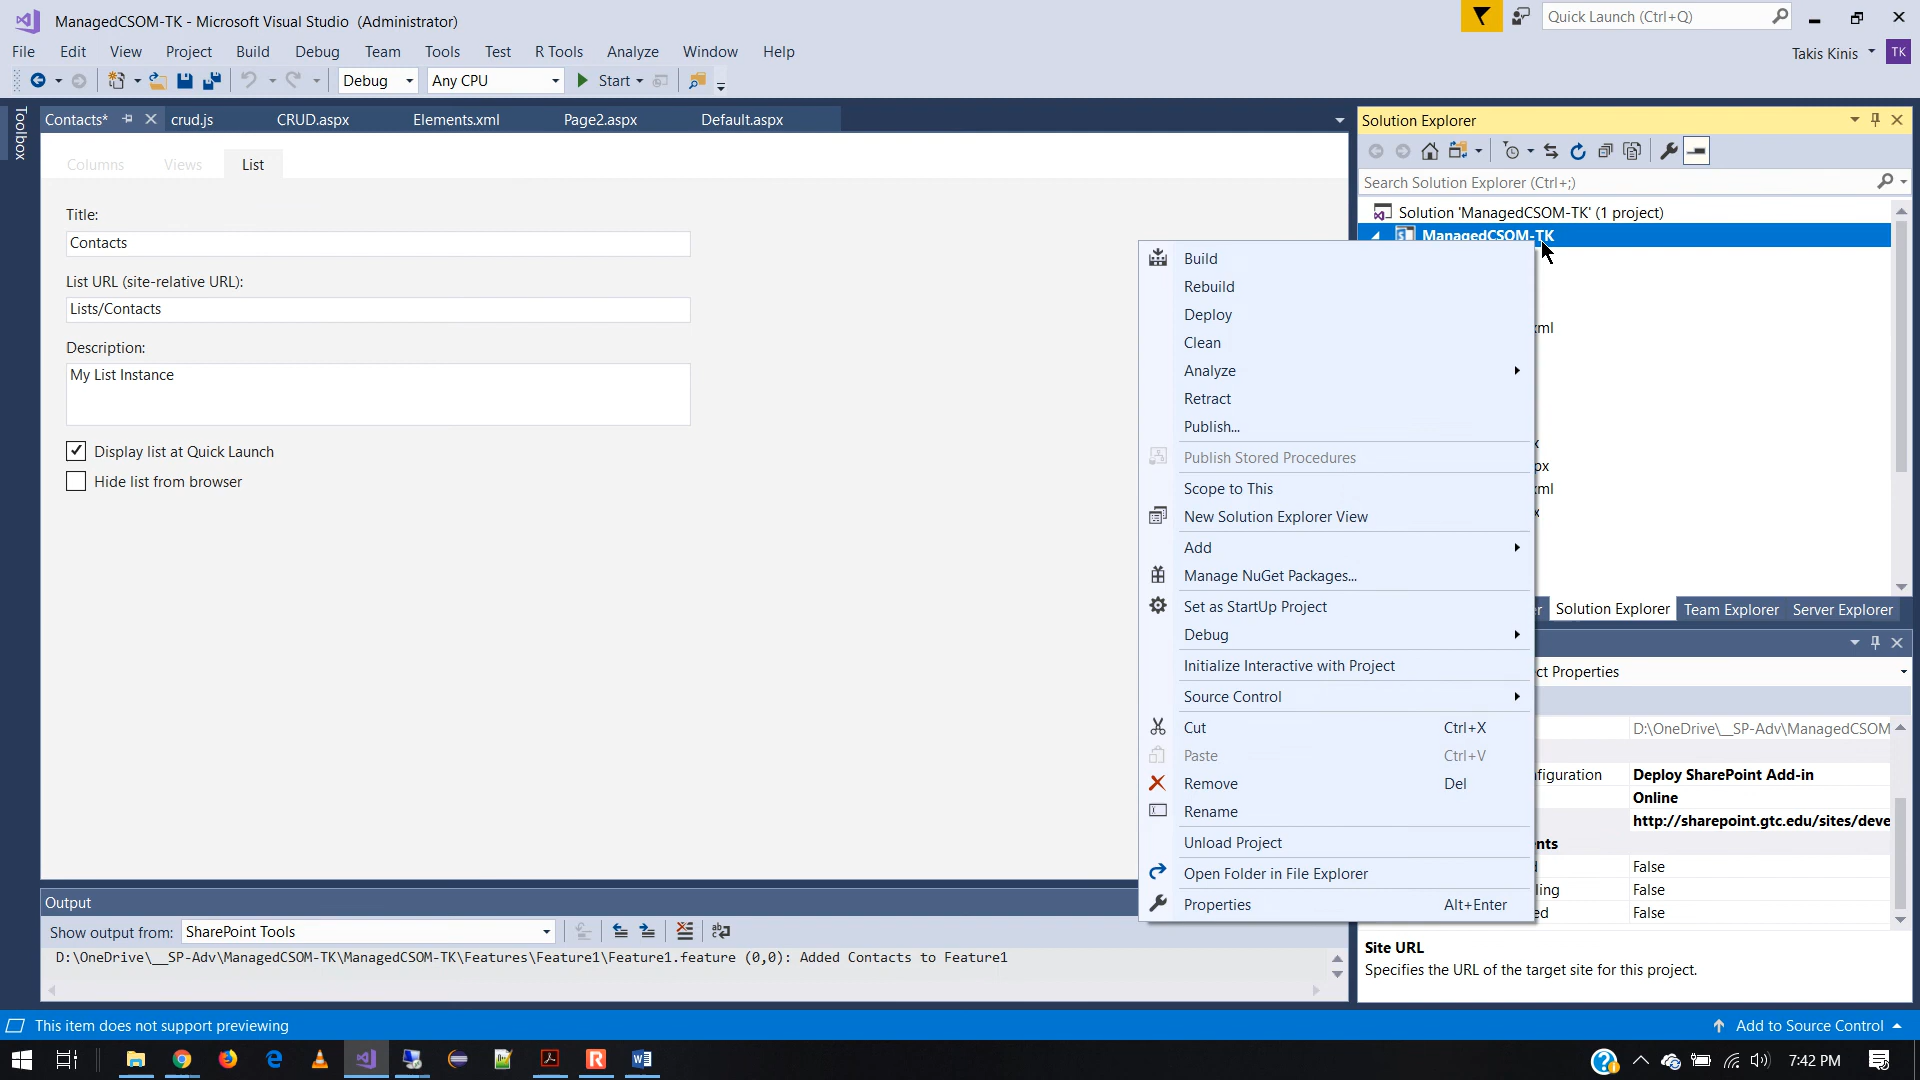 ManagedCSOM-TK - Microsoft Visual Studio (Administrator)
Quick Launch (Ctrl+Q)
File Edit View Project Build Debug Team Tools Test R Tools Analyze Window Help
Takis Kinis TK
Debug Any CPU Start
Toolbox
Contacts* crud.js CRUD.aspx Elements.xml Page2.aspx Default.aspx
Columns Views List
Title:
Contacts
List URL (site-relative URL):
Lists/Contacts
Description:
My List Instance
Display list at Quick Launch
Hide list from browser
Build
Rebuild
Deploy
Clean
Analyze
Retract
Publish...
Publish Stored Procedures
Scope to This
New Solution Explorer View
Add
Manage NuGet Packages...
Set as StartUp Project
Debug
Initialize Interactive with Project
Source Control
Cut Ctrl+X
Paste Ctrl+V
Remove Del
Rename
Unload Project
Open Folder in File Explorer
Properties Alt+Enter
Solution Explorer
Search Solution Explorer (Ctrl+;)
Solution 'ManagedCSOM-TK' (1 project)
ManagedCSOM-TK
Solution Explorer Team Explorer Server Explorer
ct Properties
D:\OneDrive\__SP-Adv\ManagedCSOM
figuration Deploy SharePoint Add-in
Online
http://sharepoint.gtc.edu/sites/deve
ents
False
ling False
ed False
Site URL
Specifies the URL of the target site for this project.
Output
Show output from: SharePoint Tools
D:\OneDrive\__SP-Adv\ManagedCSOM-TK\ManagedCSOM-TK\Features\Feature1\Feature1.feature (0,0): Added Contacts to Feature1
This item does not support previewing
Add to Source Control
7:42 PM